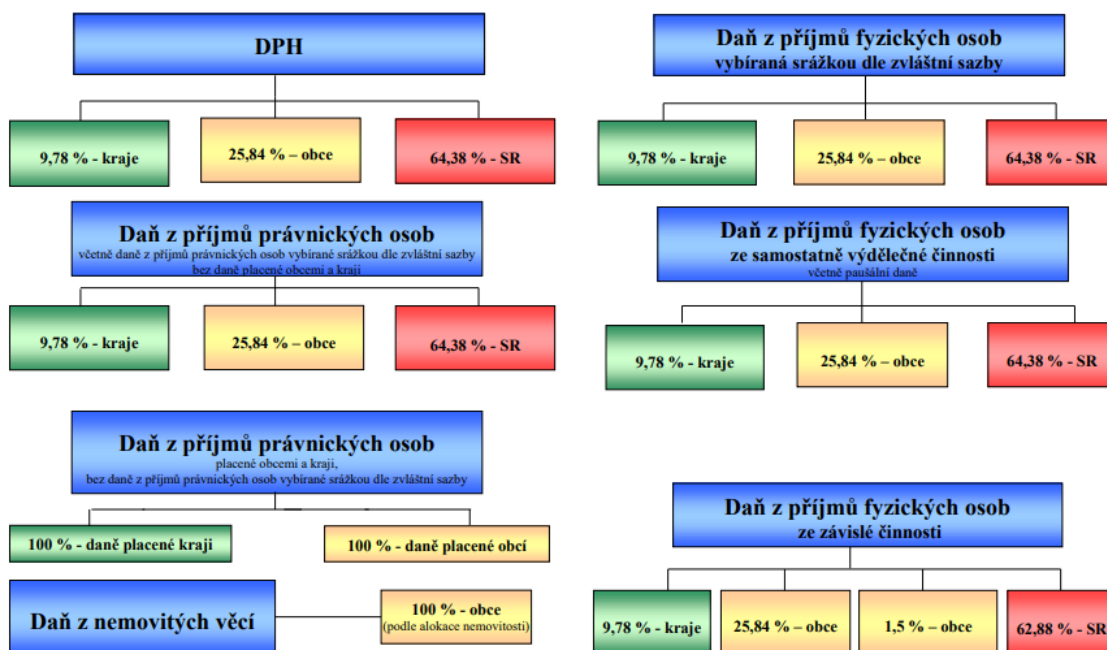 DPH
9,78 % - kraje
25,84 % – obce
64,38 % - SR
Daň z příjmů právnických osob
včetně daně z příjmů právnických osob vybírané srážkou dle zvláštní sazby
bez daně placené obcemi a kraji
9,78 % - kraje
25,84 % – obce
64,38 % - SR
Daň z příjmů právnických osob
placené obcemi a kraji,
bez daně z příjmů právnických osob vybírané srážkou dle zvláštní sazby
100 % - daně placené kraji
100 % - daně placené obcí
Daň z nemovitých věcí
100 % - obce
(podle alokace nemovitosti)
Daň z příjmů fyzických osob
vybíraná srážkou dle zvláštní sazby
9,78 % - kraje
25,84 % – obce
64,38 % - SR
Daň z příjmů fyzických osob
ze samostatně výdělečné činnosti
včetně paušální daně
9,78 % - kraje
25,84 % – obce
64,38 % - SR
Daň z příjmů fyzických osob
ze závislé činnosti
9,78 % - kraje
25,84 % – obce
1,5 % – obce
62,88 % - SR